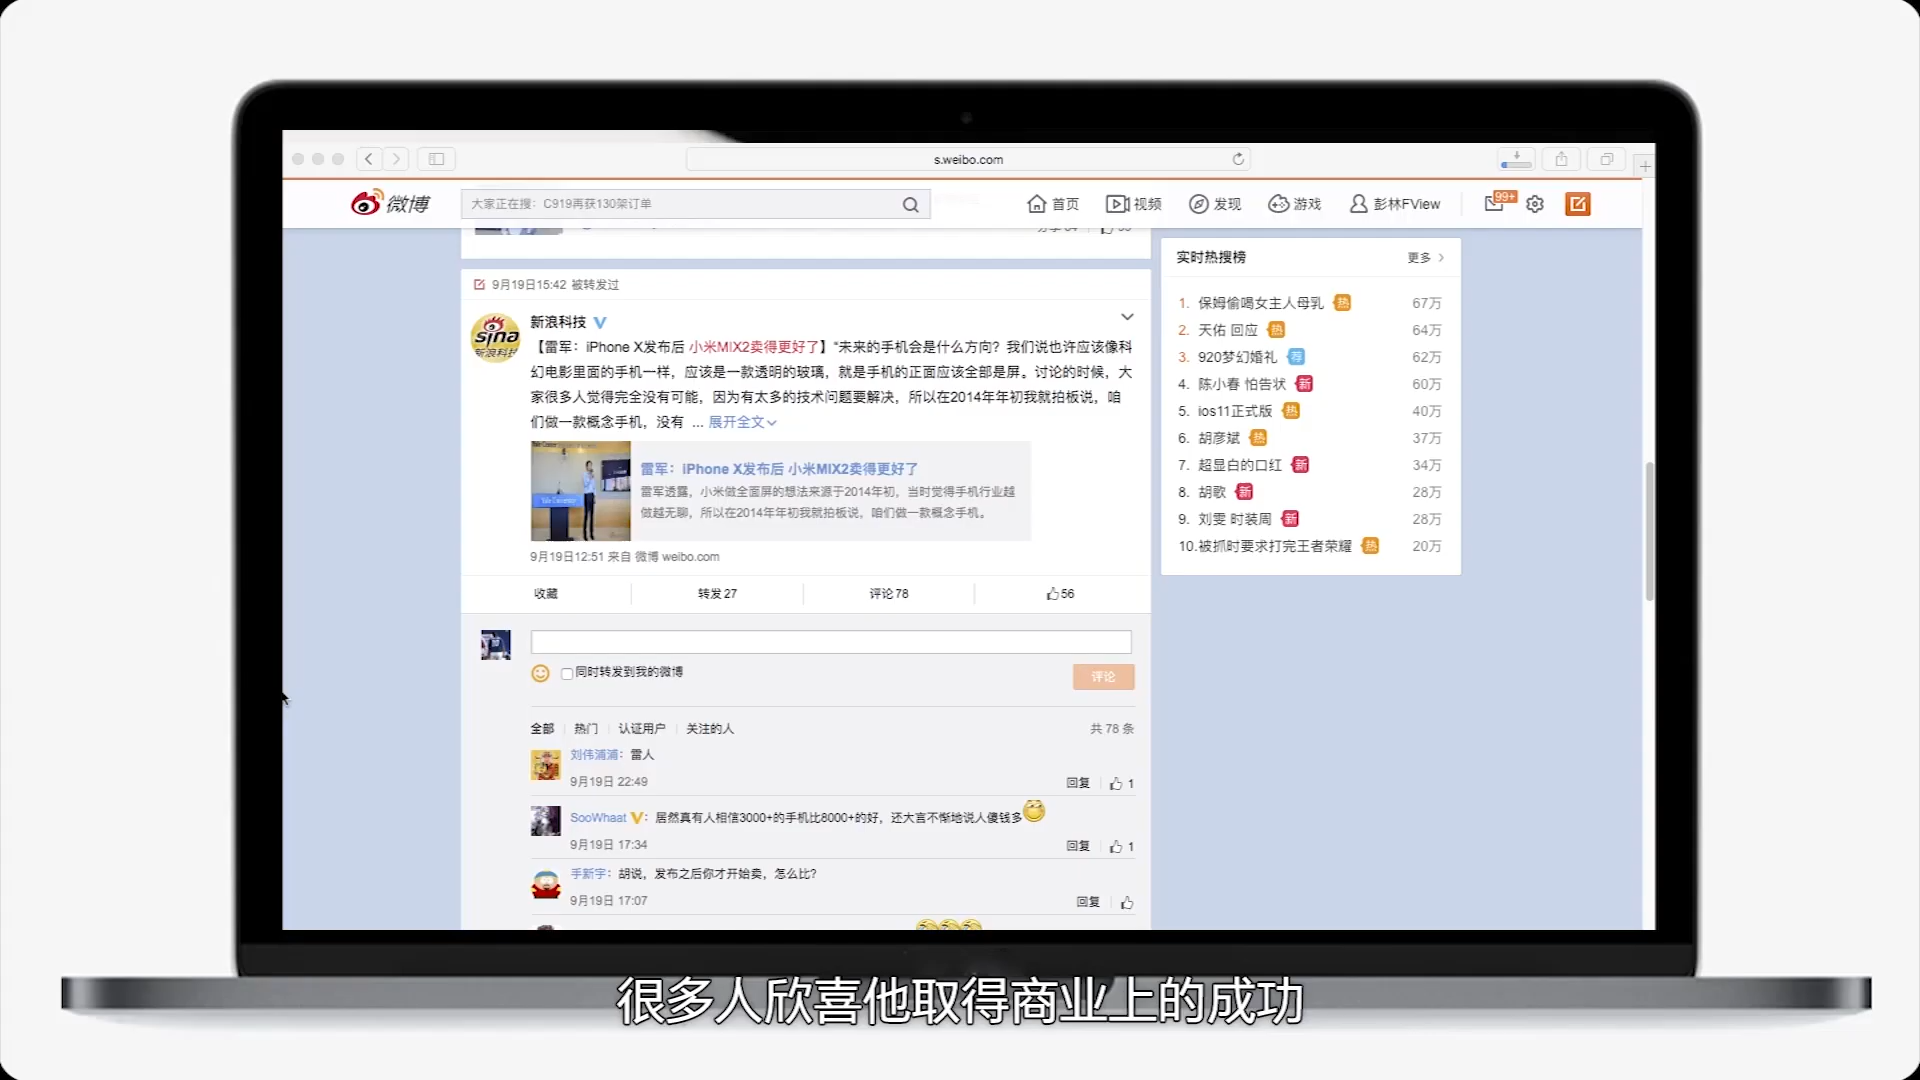 s.weibo.com
微博
大家正在搜：C919再获130架订单
首页
视频
发现
游戏
彭林FView
99+
9月19日15:42 被转发过
sina
新浪科技
新浪科技
【雷军：iPhone X发布后 小米MIX2卖得更好了】“未来的手机会是什么方向？我们说也许应该像科
幻电影里面的手机一样，应该是一款透明的玻璃，就是手机的正面应该全部是屏。讨论的时候，大
家很多人觉得完全没有可能，因为有太多的技术问题要解决，所以在2014年年初我就拍板说，咱
们做一款概念手机，没有 ... 展开全文
雷军：iPhone X发布后 小米MIX2卖得更好了
雷军透露，小米做全面屏的想法来源于2014年初，当时觉得手机行业越
做越无聊，所以在2014年年初我就拍板说，咱们做一款概念手机。
9月19日12:51 来自 微博 weibo.com
收藏
转发27
评论78
56
同时转发到我的微博
评论
全部
热门
认证用户
关注的人
共 78 条
刘伟浦浦：雷人
9月19日 22:49
回复
1
SooWhaat V：居然真有人相信3000+的手机比8000+的好，还大言不惭地说人傻钱多
9月19日 17:34
回复
1
手新宇：胡说，发布之后你才开始卖，怎么比？
9月19日 17:07
回复
实时热搜榜
更多
1. 保姆偷喝女主人母乳 热 67万
2. 天佑 回应 热 64万
3. 920梦幻婚礼 荐 62万
4. 陈小春 怕告状 新 60万
5. ios11正式版 热 40万
6. 胡彦斌 热 37万
7. 超显白的口红 新 34万
8. 胡歌 新 28万
9. 刘雯 时装周 新 28万
10.被抓时要求打完王者荣耀 热 20万
很多人欣喜他取得商业上的成功